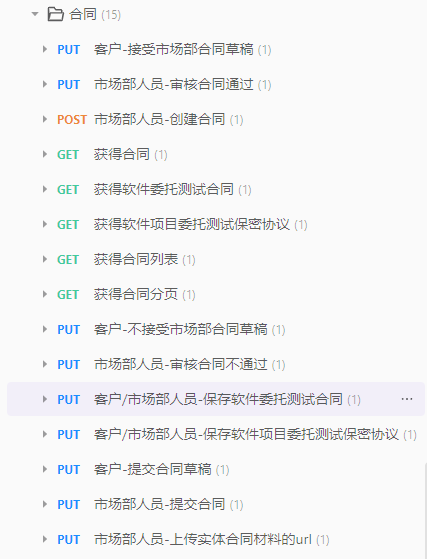 合同 (15)
PUT 客户-接受市场部合同草稿 (1)
PUT 市场部人员-审核合同通过 (1)
POST 市场部人员-创建合同 (1)
GET 获得合同 (1)
GET 获得软件委托测试合同 (1)
GET 获得软件项目委托测试保密协议 (1)
GET 获得合同列表 (1)
GET 获得合同分页 (1)
PUT 客户-不接受市场部合同草稿 (1)
PUT 市场部人员-审核合同不通过 (1)
PUT 客户/市场部人员-保存软件委托测试合同 (1)
PUT 客户/市场部人员-保存软件项目委托测试保密协议 (1)
PUT 客户-提交合同草稿 (1)
PUT 市场部人员-提交合同 (1)
PUT 市场部人员-上传实体合同材料的url (1)